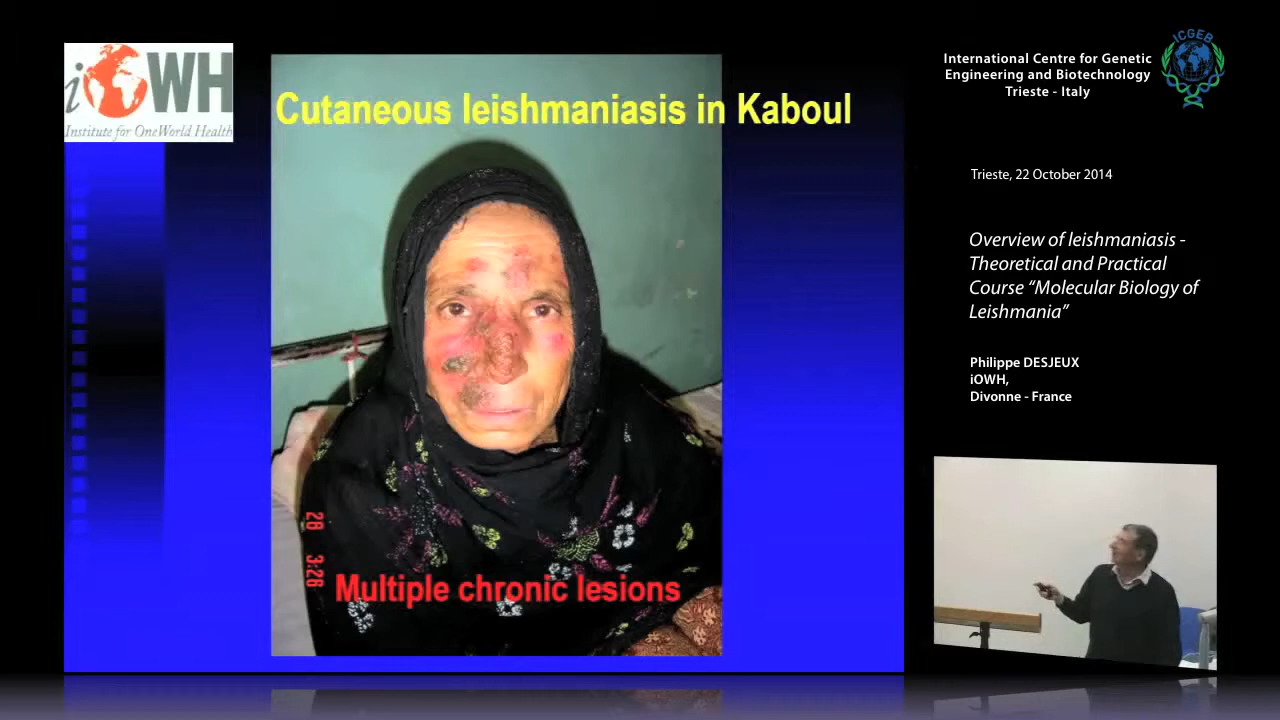 iOWH
Institute for OneWorld Health
Cutaneous leishmaniasis in Kaboul
28 3:26
Multiple chronic lesions
International Centre for Genetic
Engineering and Biotechnology
Trieste - Italy
ICGEB
Trieste, 22 October 2014
Overview of leishmaniasis -
Theoretical and Practical
Course “Molecular Biology of
Leishmania”
Philippe DESJEUX
iOWH,
Divonne - France